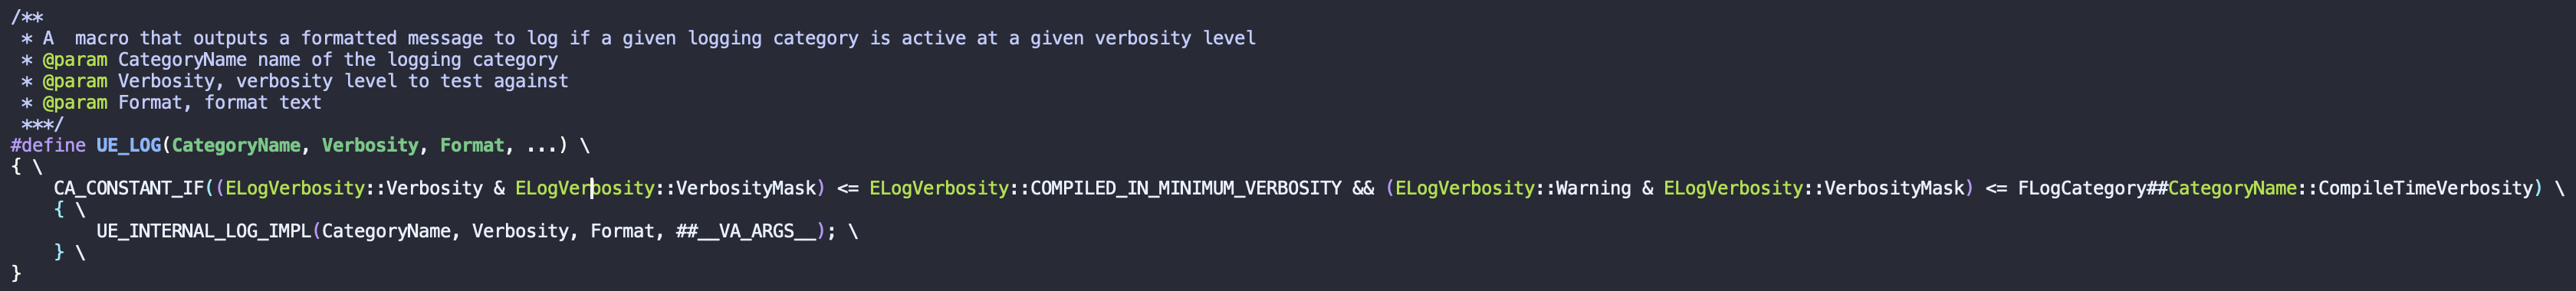 /**
 * A  macro that outputs a formatted message to log if a given logging category is active at a given verbosity level
 * @param CategoryName name of the logging category
 * @param Verbosity, verbosity level to test against
 * @param Format, format text
 ***/
#define UE_LOG(CategoryName, Verbosity, Format, ...) \
{ \
    CA_CONSTANT_IF((ELogVerbosity::Verbosity & ELogVerbosity::VerbosityMask) <= ELogVerbosity::COMPILED_IN_MINIMUM_VERBOSITY && (ELogVerbosity::Warning & ELogVerbosity::VerbosityMask) <= FLogCategory##CategoryName::CompileTimeVerbosity) \
    { \
        UE_INTERNAL_LOG_IMPL(CategoryName, Verbosity, Format, ##__VA_ARGS__); \
    } \
}